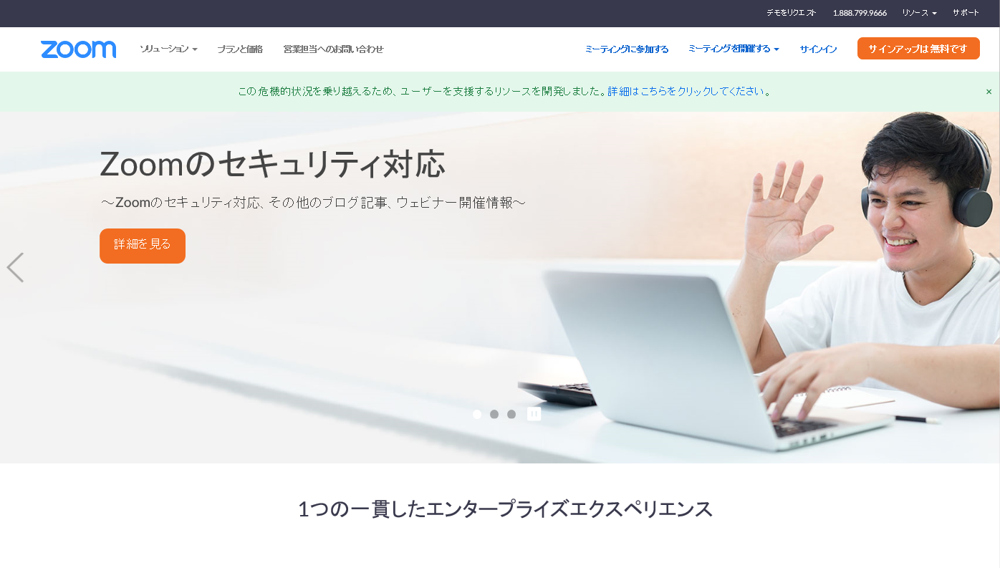 デモをリクエスト 1.888.799.9666 リソース サポート
zoom ソリューション プランと価格 営業担当へのお問い合わせ ミーティングに参加する ミーティングを開催する サインイン サインアップは無料です
この危機的状況を乗り越えるため、ユーザーを支援するリソースを開発しました。詳細はこちらをクリックしてください。 ×
Zoomのセキュリティ対応
～Zoomのセキュリティ対応、その他のブログ記事、ウェビナー開催情報～
詳細を見る
1つの一貫したエンタープライズエクスペリエンス